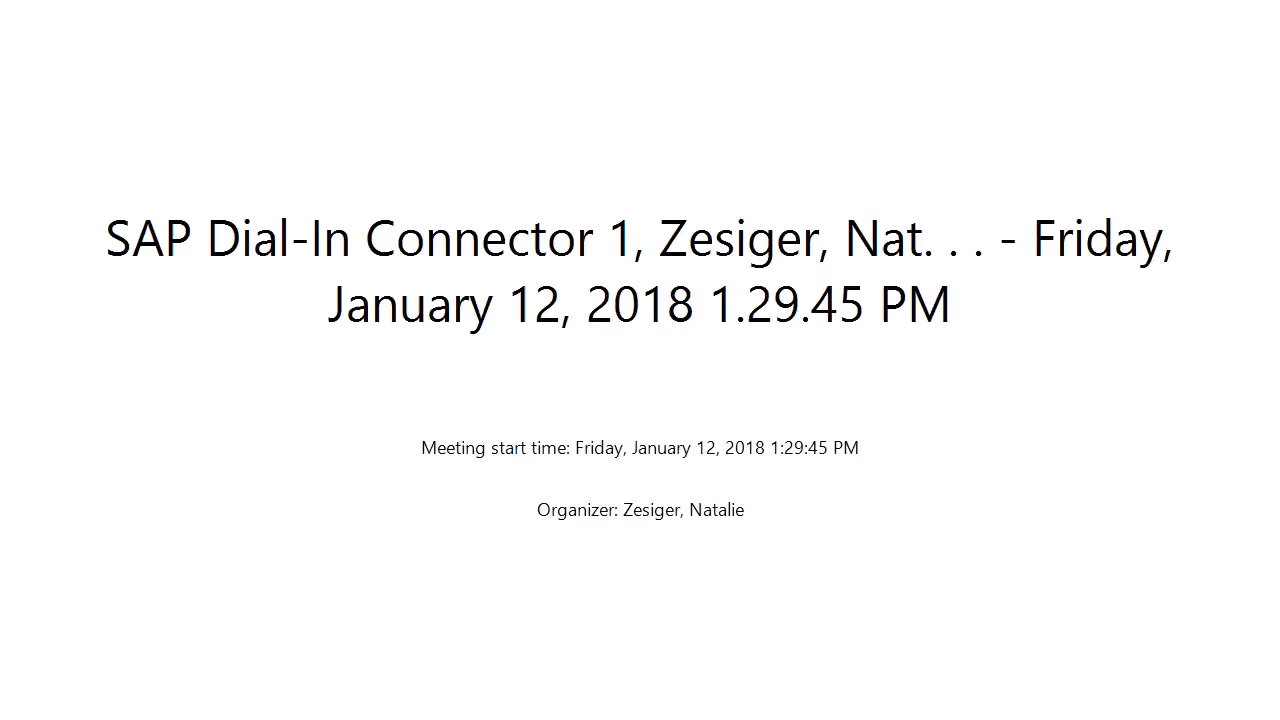 SAP Dial-In Connector 1, Zesiger, Nat. . . - Friday,
January 12, 2018 1.29.45 PM
Meeting start time: Friday, January 12, 2018 1:29:45 PM
Organizer: Zesiger, Natalie